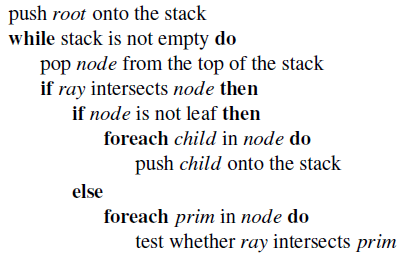 push root onto the stack
while stack is not empty do
pop node from the top of the stack
if ray intersects node then
if node is not leaf then
foreach child in node do
push child onto the stack
else
foreach prim in node do
test whether ray intersects prim